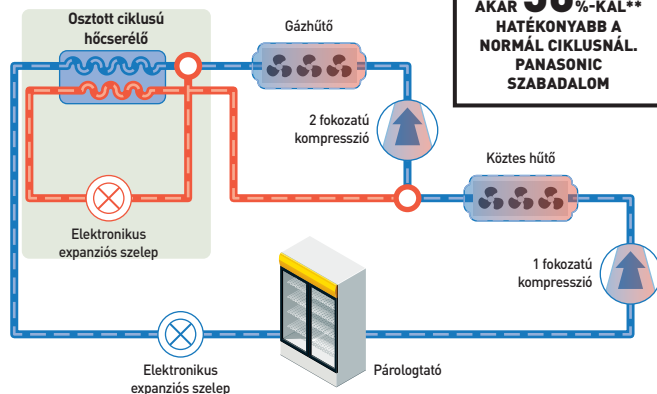 Osztott ciklusú
hőcserélő
Gázhűtő
AKAR
%-KAL**
HATÉKONYABB A
NORMÁL CIKLUSNÁL.
PANASONIC
SZABADALOM
2 fokozatú
kompresszió
Köztes hűtő
Elektronikus
expanziós szelep
1 fokozatú
kompresszió
Elektronikus
expanziós szelep
Párologtató